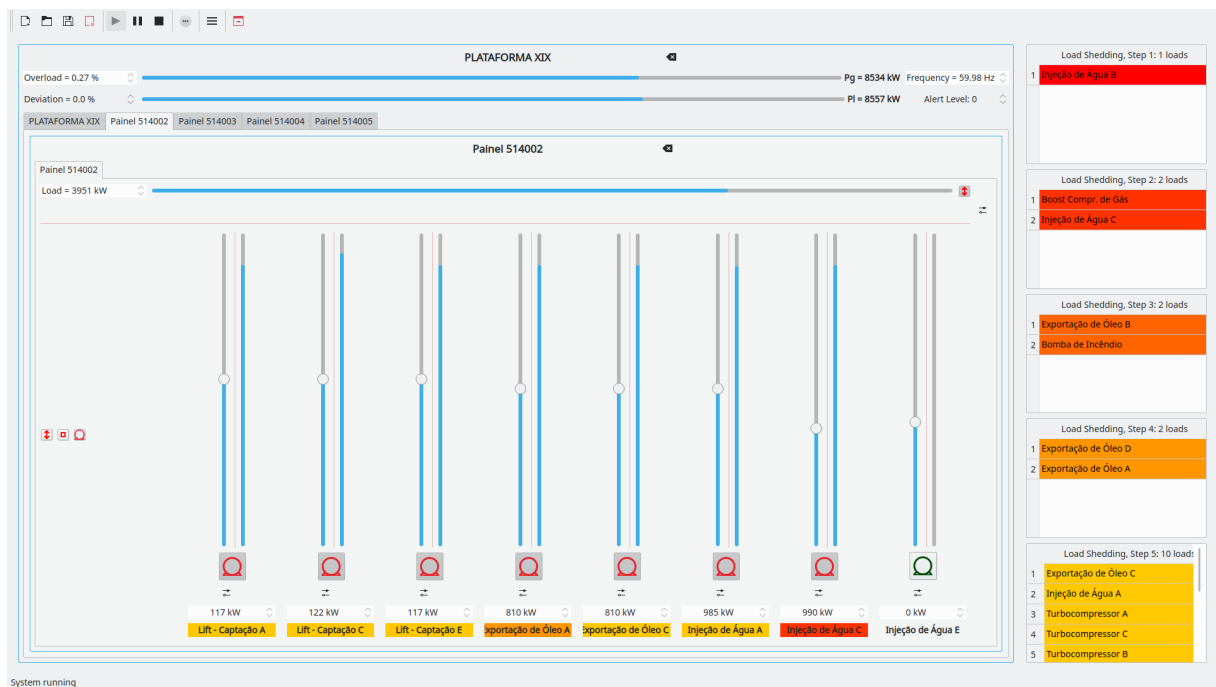 PLATAFORMA XIX
Overload = 0.27 %
Pg = 8534 kW
Frequency = 59.98 Hz
Deviation = 0.0 %
Pl = 8557 kW
Alert Level: 0
PLATAFORMA XIX
Painel 514002
Painel 514003
Painel 514004
Painel 514005
Painel 514002
Painel 514002
Load = 3951 kW
117 kW
122 kW
117 kW
810 kW
810 kW
985 kW
990 kW
0 kW
Lift - Captação A
Lift - Captação C
Lift - Captação E
Exportação de Óleo A
Exportação de Óleo C
Injeção de Água A
Injeção de Água C
Injeção de Água E
Load Shedding, Step 1: 1 loads
1 Injeção de Água B
Load Shedding, Step 2: 2 loads
1 Boost Compr. de Gás
2 Injeção de Água C
Load Shedding, Step 3: 2 loads
1 Exportação de Óleo B
2 Bomba de Incêndio
Load Shedding, Step 4: 2 loads
1 Exportação de Óleo D
2 Exportação de Óleo A
Load Shedding, Step 5: 10 loads
1 Exportação de Óleo C
2 Injeção de Água A
3 Turbocompressor A
4 Turbocompressor C
5 Turbocompressor B
System running